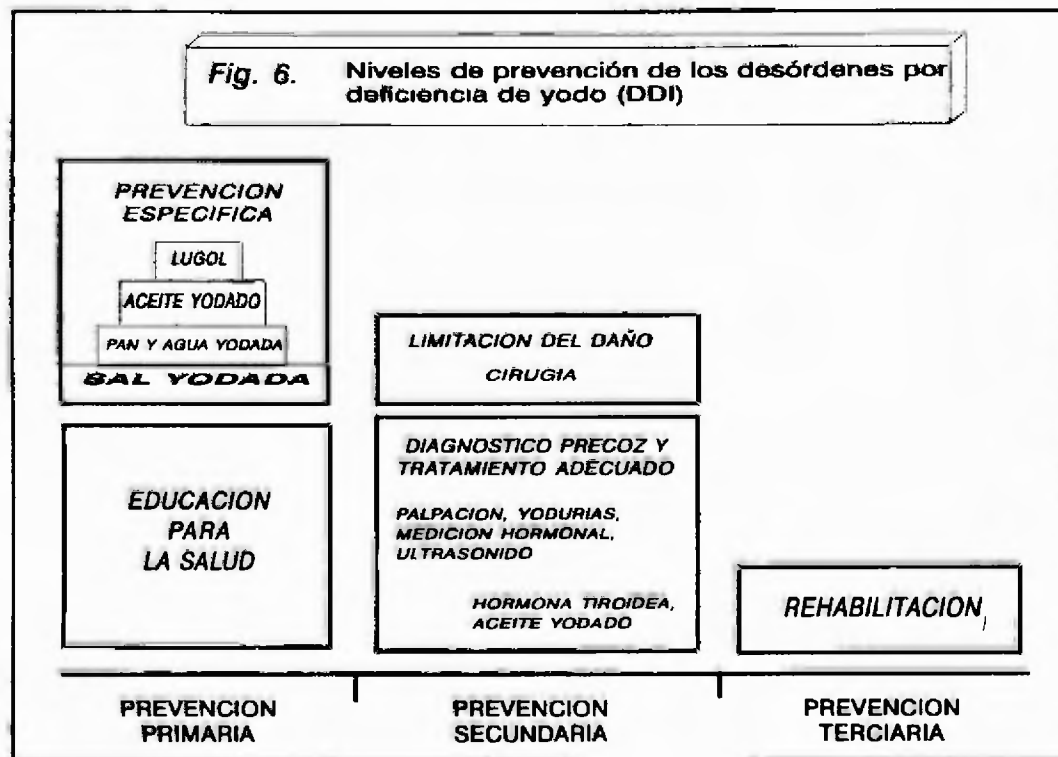 Fig. 6. Niveles de prevención de los desórdenes por
deficiencia de yodo (DDI)
PREVENCION
ESPECIFICA
LUGOL
ACEITE YODADO
PAN Y AGUA YODADA
SAL YODADA
EDUCACION
PARA
LA SALUD
LIMITACION DEL DAÑO
CIRUGIA
DIAGNOSTICO PRECOZ Y
TRATAMIENTO ADECUADO
PALPACION, YODURIAS,
MEDICION HORMONAL,
ULTRASONIDO
HORMONA TIROIDEA,
ACEITE YODADO
REHABILITACION
PREVENCION
PRIMARIA
PREVENCION
SECUNDARIA
PREVENCION
TERCIARIA